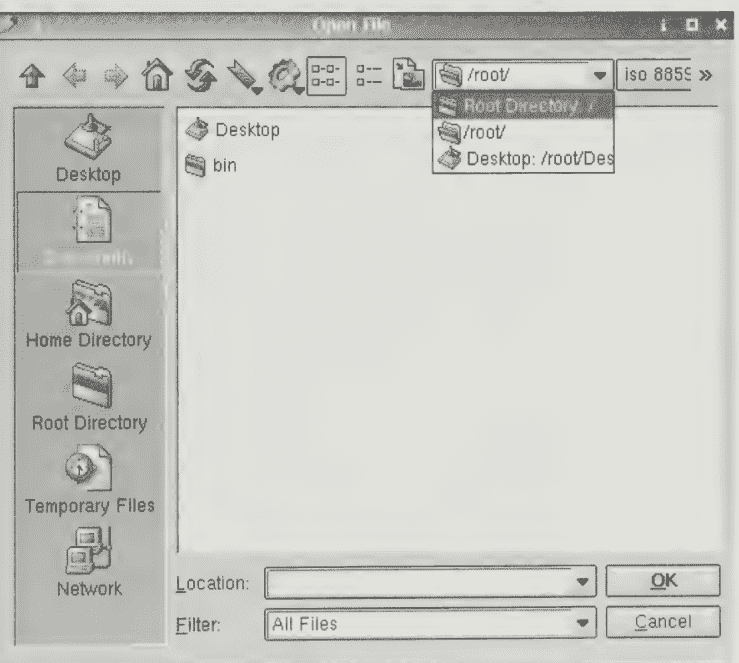 Open File
/root/
iso 8859
Root Directory /
/root/
Desktop: /root/Des
Desktop
bin
Desktop
Home Directory
Root Directory
Temporary Files
Network
Location:
OK
Filter:
All Files
Cancel